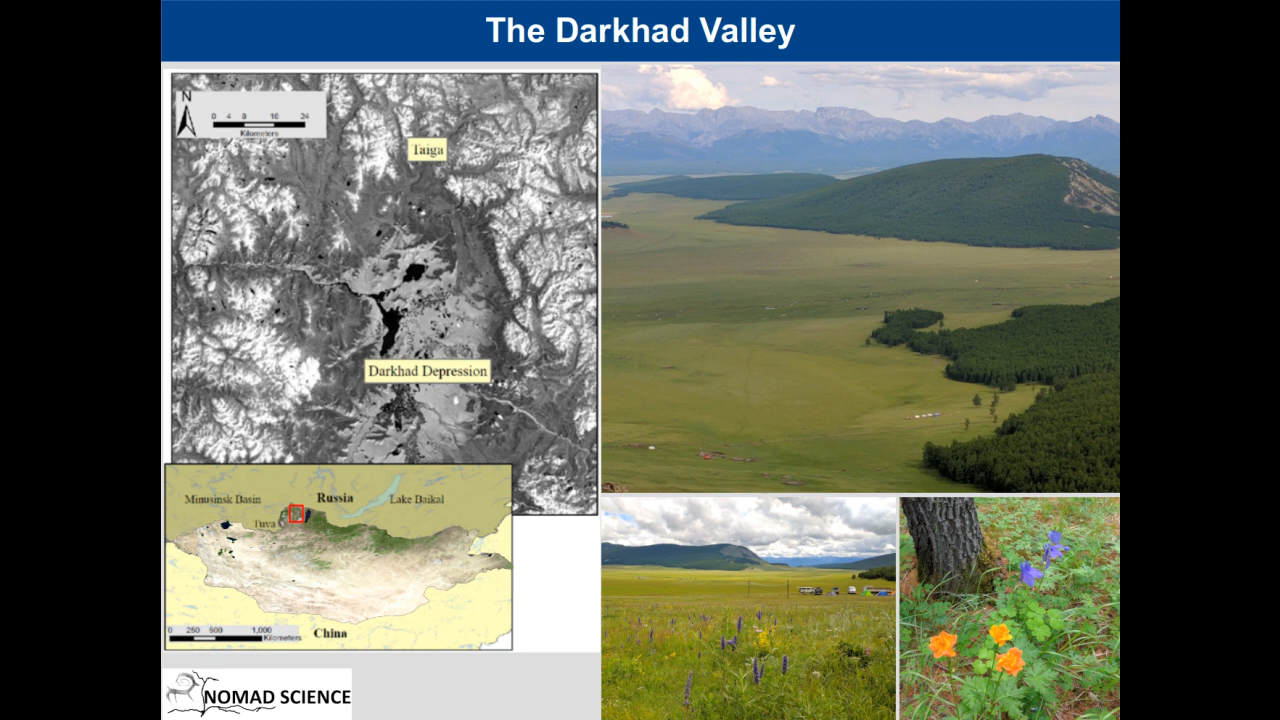 The Darkhad Valley
N
0 4 8 16 24
Kilometers
Taiga
Darkhad Depression
Minusinsk Basin
Russia
Lake Baikal
Tuva
0 250 500 1,000
Kilometers
China
NOMAD SCIENCE